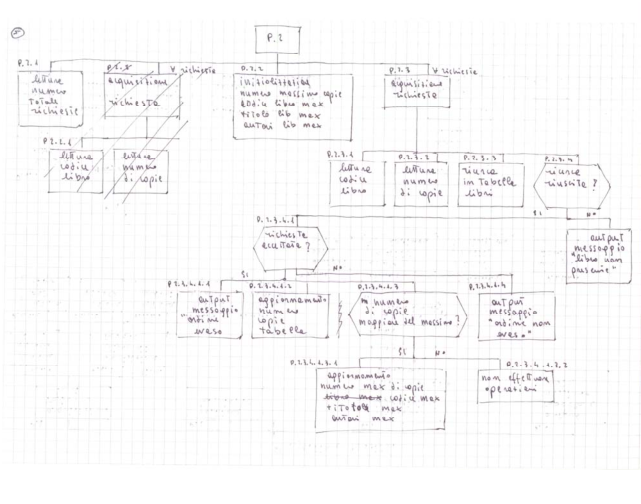 5
P.2
P.2.1
lettura
numero
totale
richieste
∀ richiesta
acquisizione
richiesta
P.2.2.1
lettura
codice
libro
lettura
numero
di copie
P.2.2
numero massimo copie
codice libro max
titolo lib max
autori lib max
P.2.3
∀ richiesta
acquisizione
richiesta
P.2.3.1
lettura
codice
libro
P.2.3.2
lettura
numero
di copie
P.2.3.3
ricerca
in tabella
libri
P.2.3.4
ricerca
riuscita ?
SI
NO
P.2.3.4.1
richiesta
accettata ?
output
messaggio
"libro non
presente"
SI
NO
P.2.3.4.1.1
output
messaggio
"ordine
evaso
P.2.3.4.1.2
aggiornamento
numero
copie
tabella
P.2.3.4.1.3
numero
di copie
maggiore del massimo ?
P.2.3.4.1.4
output
messaggio
"ordine non
evaso"
SI
NO
P.2.3.4.1.3.1
aggiornamento
numero max di copie
libro max codice max
titolo max
autori max
P.2.3.4.1.3.2
non effettuare
operazioni